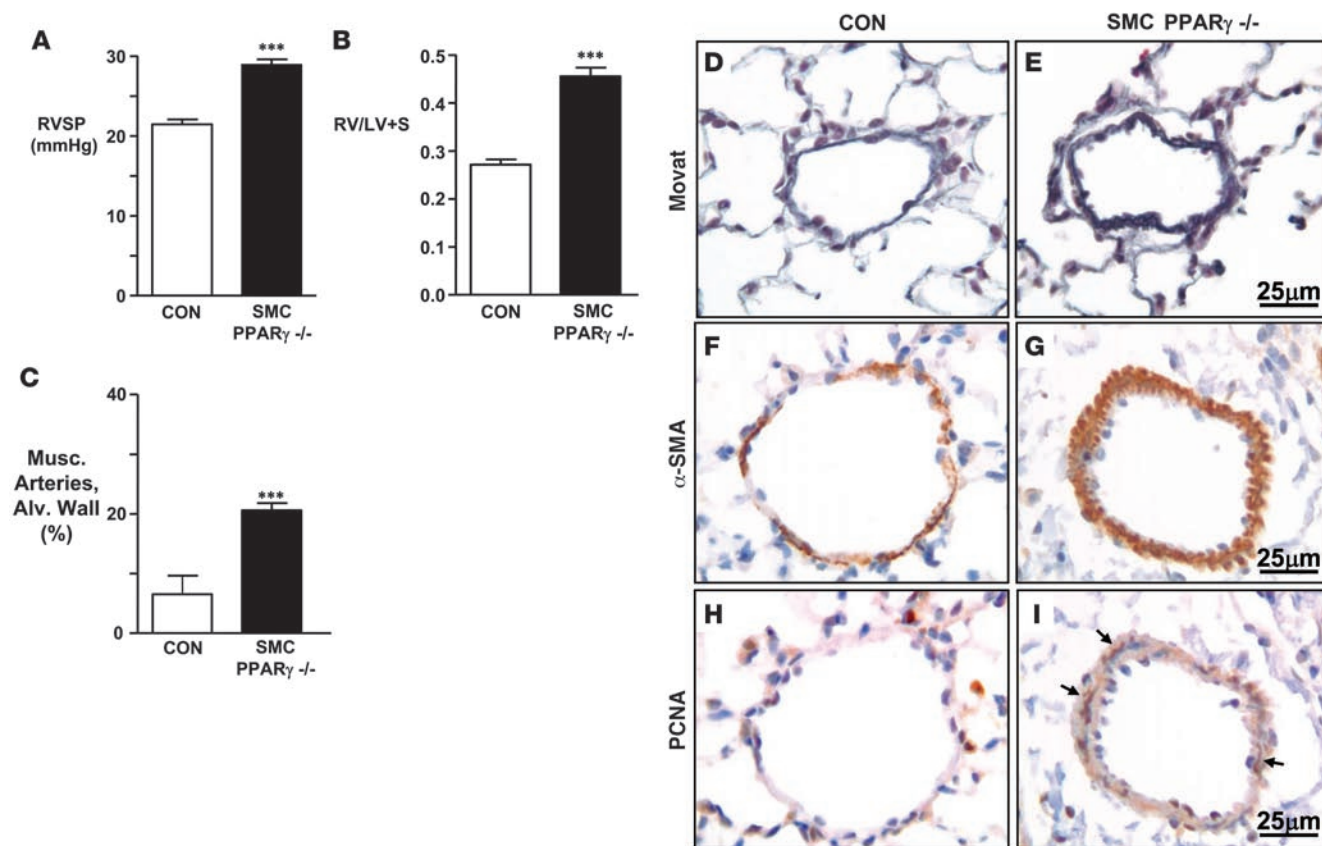 A
RVSP
(mmHg)
30
20
10
0
***
CON
SMC
PPARγ -/-
B
RV/LV+S
0.5
0.4
0.3
0.2
0.1
0.0
***
CON
SMC
PPARγ -/-
C
Musc.
Arteries,
Alv. Wall
(%)
40
20
0
***
CON
SMC
PPARγ -/-
CON
SMC PPARγ -/-
Movat
D
E
25μm
α-SMA
F
G
25μm
PCNA
H
I
25μm